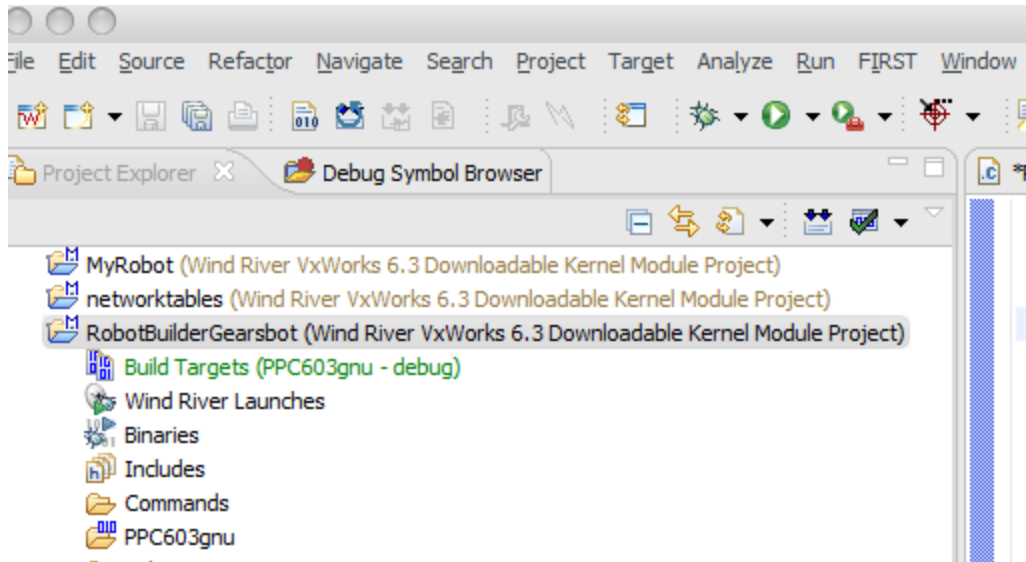 File Edit Source Refactor Navigate Search Project Target Analyze Run FIRST Window
Project Explorer Debug Symbol Browser
MyRobot (Wind River VxWorks 6.3 Downloadable Kernel Module Project)
networktables (Wind River VxWorks 6.3 Downloadable Kernel Module Project)
RobotBuilderGearsbot (Wind River VxWorks 6.3 Downloadable Kernel Module Project)
Build Targets (PPC603gnu - debug)
Wind River Launches
Binaries
Includes
Commands
PPC603gnu